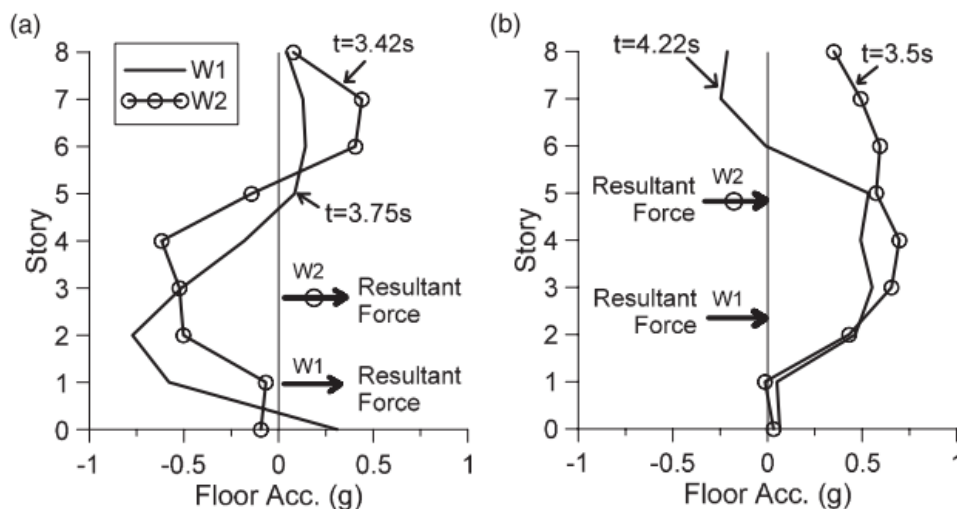 (a)
8
7
6
5
4
3
2
1
0
Story
W1
W2
t=3.42s
t=3.75s
W2
Resultant
Force
W1
Resultant
Force
-1
-0.5
0
0.5
1
Floor Acc. (g)
(b)
8
7
6
5
4
3
2
1
0
Story
t=4.22s
t=3.5s
Resultant
Force
W2
Resultant
Force
W1
-1
-0.5
0
0.5
1
Floor Acc. (g)